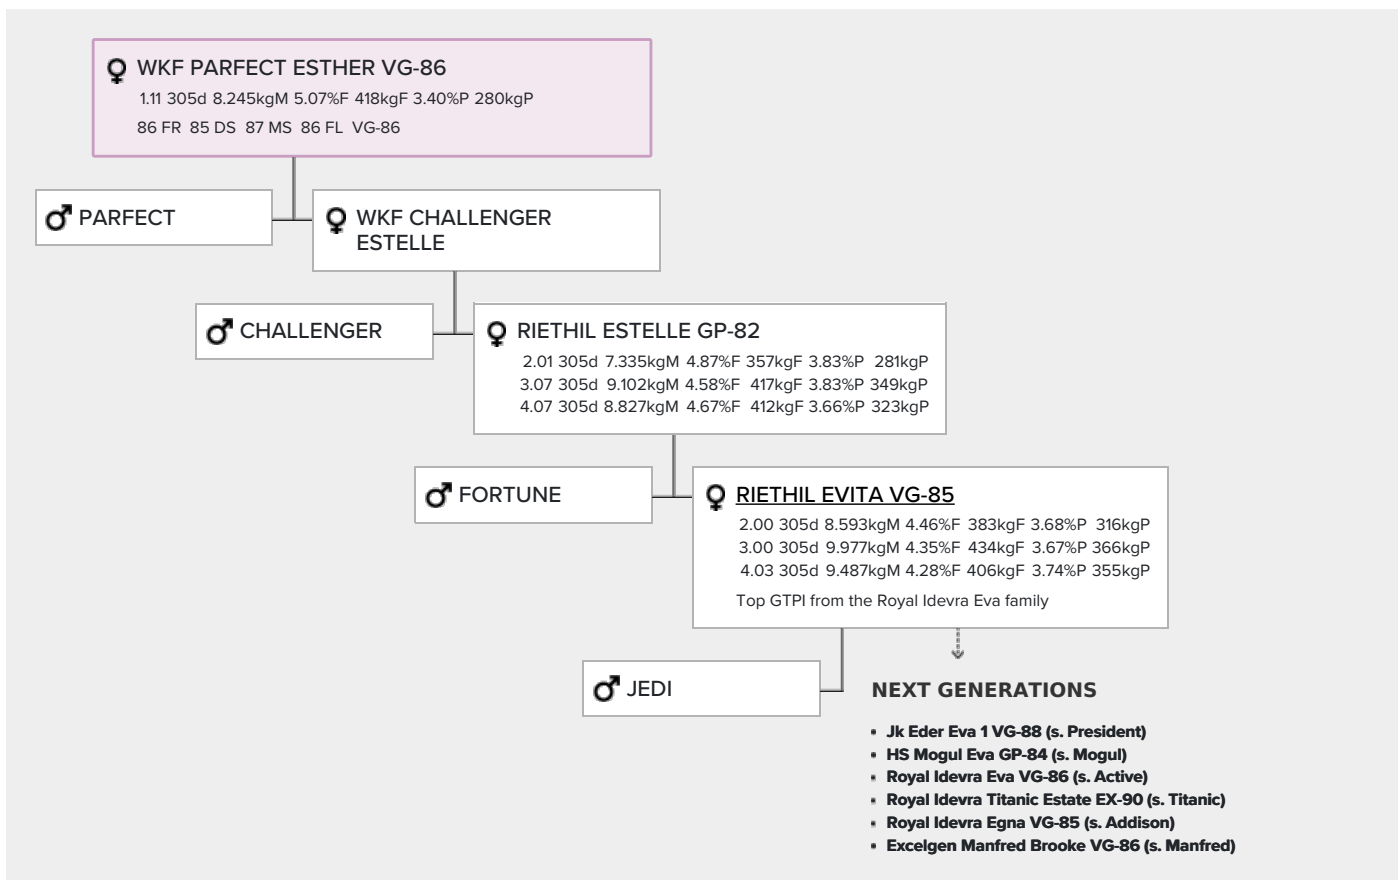 WKF PARFECT ESTHER VG-86
1.11 305d 8.245kgM 5.07%F 418kgF 3.40%P 280kgP
86 FR 85 DS 87 MS 86 FL VG-86
PARFECT
WKF CHALLENGER
ESTELLE
CHALLENGER
RIETHIL ESTELLE GP-82
2.01 305d 7.335kgM 4.87%F 357kgF 3.83%P 281kgP
3.07 305d 9.102kgM 4.58%F 417kgF 3.83%P 349kgP
4.07 305d 8.827kgM 4.67%F 412kgF 3.66%P 323kgP
FORTUNE
RIETHIL EVITA VG-85
2.00 305d 8.593kgM 4.46%F 383kgF 3.68%P 316kgP
3.00 305d 9.977kgM 4.35%F 434kgF 3.67%P 366kgP
4.03 305d 9.487kgM 4.28%F 406kgF 3.74%P 355kgP
Top GTPI from the Royal Idevra Eva family
JEDI
NEXT GENERATIONS
• Jk Eder Eva 1 VG-88 (s. President)
• HS Mogul Eva GP-84 (s. Mogul)
• Royal Idevra Eva VG-86 (s. Active)
• Royal Idevra Titanic Estate EX-90 (s. Titanic)
• Royal Idevra Egna VG-85 (s. Addison)
• Excelgen Manfred Brooke VG-86 (s. Manfred)